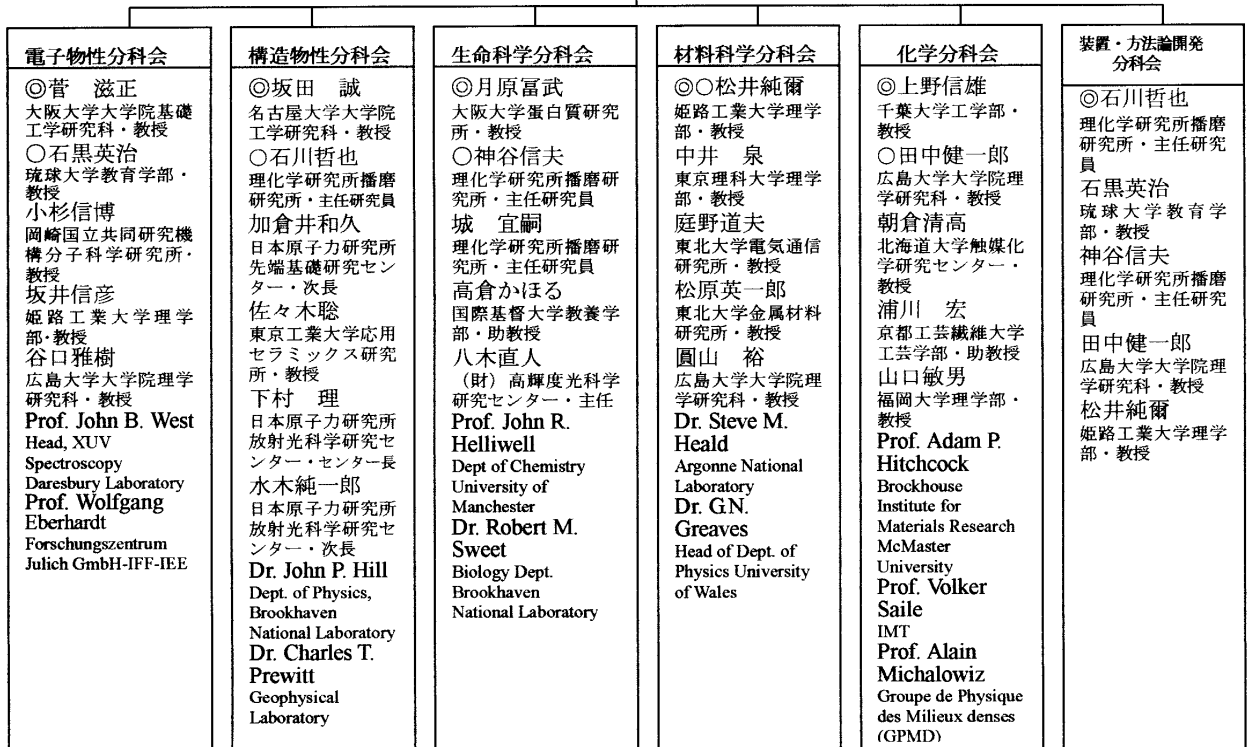 電子物性分科会
◎菅　滋正
大阪大学大学院基礎
工学研究科・教授
○石黒英治
琉球大学教育学部・
教授
小杉信博
岡崎国立共同研究機
構分子科学研究所・
教授
坂井信彦
姫路工業大学理学
部・教授
谷口雅樹
広島大学大学院理学
研究科・教授
Prof. John B. West
Head, XUV
Spectroscopy
Daresbury Laboratory
Prof. Wolfgang
Eberhardt
Forschungszentrum
Julich GmbH-IFF-IEE
構造物性分科会
◎坂田　誠
名古屋大学大学院
工学研究科・教授
○石川哲也
理化学研究所播磨
研究所・主任研究員
加倉井和久
日本原子力研究所
先端基礎研究セン
ター・次長
佐々木聡
東京工業大学応用
セラミックス研究
所・教授
下村　理
日本原子力研究所
放射光科学研究セ
ンター・センター長
水木純一郎
日本原子力研究所
放射光科学研究セ
ンター・次長
Dr. John P. Hill
Dept. of Physics,
Brookhaven
National Laboratory
Dr. Charles T.
Prewitt
Geophysical
Laboratory
生命科学分科会
◎月原冨武
大阪大学蛋白質研究
所・教授
○神谷信夫
理化学研究所播磨研
究所・主任研究員
城　宜嗣
理化学研究所播磨研
究所・主任研究員
高倉かほる
国際基督大学教養学
部・助教授
八木直人
（財）高輝度光科学
研究センター・主任
Prof. John R.
Helliwell
Dept of Chemistry
University of
Manchester
Dr. Robert M.
Sweet
Biology Dept.
Brookhaven
National Laboratory
材料科学分科会
◎○松井純爾
姫路工業大学理学
部・教授
中井　泉
東京理科大学理学
部・教授
庭野道夫
東北大学電気通信
研究所・教授
松原英一郎
東北大学金属材料
研究所・教授
圓山　裕
広島大学大学院理
学研究科・教授
Dr. Steve M.
Heald
Argonne National
Laboratory
Dr. G.N.
Greaves
Head of Dept. of
Physics University
of Wales
化学分科会
◎上野信雄
千葉大学工学部・
教授
○田中健一郎
広島大学大学院理
学研究科・教授
朝倉清高
北海道大学触媒化
学研究センター・
教授
浦川　宏
京都工芸繊維大学
工芸学部・助教授
山口敏男
福岡大学理学部・
教授
Prof. Adam P.
Hitchcock
Brockhouse
Institute for
Materials Research
McMaster
University
Prof. Volker
Saile
IMT
Prof. Alain
Michalowiz
Groupe de Physique
des Milieux denses
(GPMD)
装置・方法論開発
分科会
◎石川哲也
理化学研究所播磨
研究所・主任研究
員
石黒英治
琉球大学教育学
部・教授
神谷信夫
理化学研究所播磨
研究所・主任研究
員
田中健一郎
広島大学大学院理
学研究科・教授
松井純爾
姫路工業大学理学
部・教授